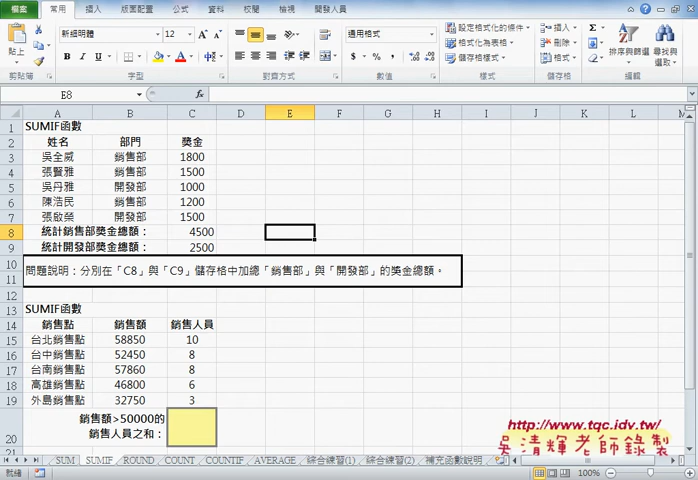 檔案 常用 插入 版面配置 公式 資料 校閱 檢視 開發人員
貼上 新細明體 12 通用格式 設定格式化的條件 插入 排序與篩選 尋找與選取
格式化為表格 刪除
儲存格樣式 格式
剪貼簿 字型 對齊方式 數值 樣式 儲存格 編輯
E8 fx
A B C D E F G H I J K L M
1 SUMIF函數
2 姓名 部門 獎金
3 吳全威 銷售部 1800
4 張賢雅 銷售部 1500
5 吳丹雅 開發部 1000
6 陳浩民 銷售部 1200
7 張啟榮 開發部 1500
8 統計銷售部獎金總額： 4500
9 統計開發部獎金總額： 2500
10
問題說明：分別在「C8」與「C9」儲存格中加總「銷售部」與「開發部」的獎金總額。
11
12
13 SUMIF函數
14 銷售點 銷售額 銷售人員
15 台北銷售點 58850 10
16 台中銷售點 52450 8
17 台南銷售點 57860 8
18 高雄銷售點 46800 6
19 外島銷售點 32750 3
銷售額>50000的
20 銷售人員之和：
21
http://www.tqc.idv.tw/
吳清輝老師錄製
SUM SUMIF ROUND COUNT COUNTIF AVERAGE 綜合練習(1) 綜合練習(2) 補充函數說明
就緒 100%